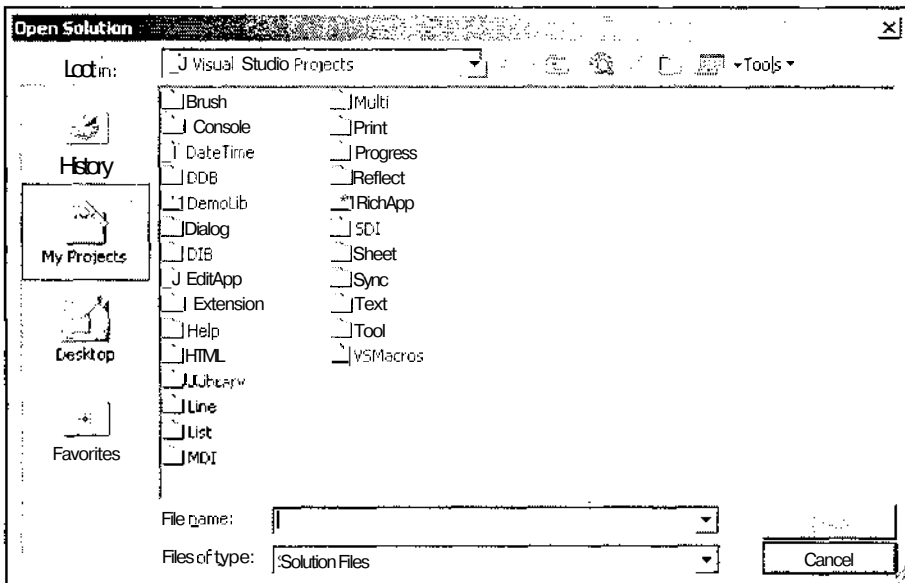 Open Solution
Look in:
Visual Studio Projects
Tools
History
My Projects
Desktop
Favorites
Brush
Console
DateTime
DDB
DemoLib
Dialog
DIB
EditApp
Extension
Help
HTML
Library
Line
List
MDI
Multi
Print
Progress
Reflect
RichApp
SDI
Sheet
Sync
Text
Tool
VSMacros
File name:
Files of type:
Solution Files
Cancel